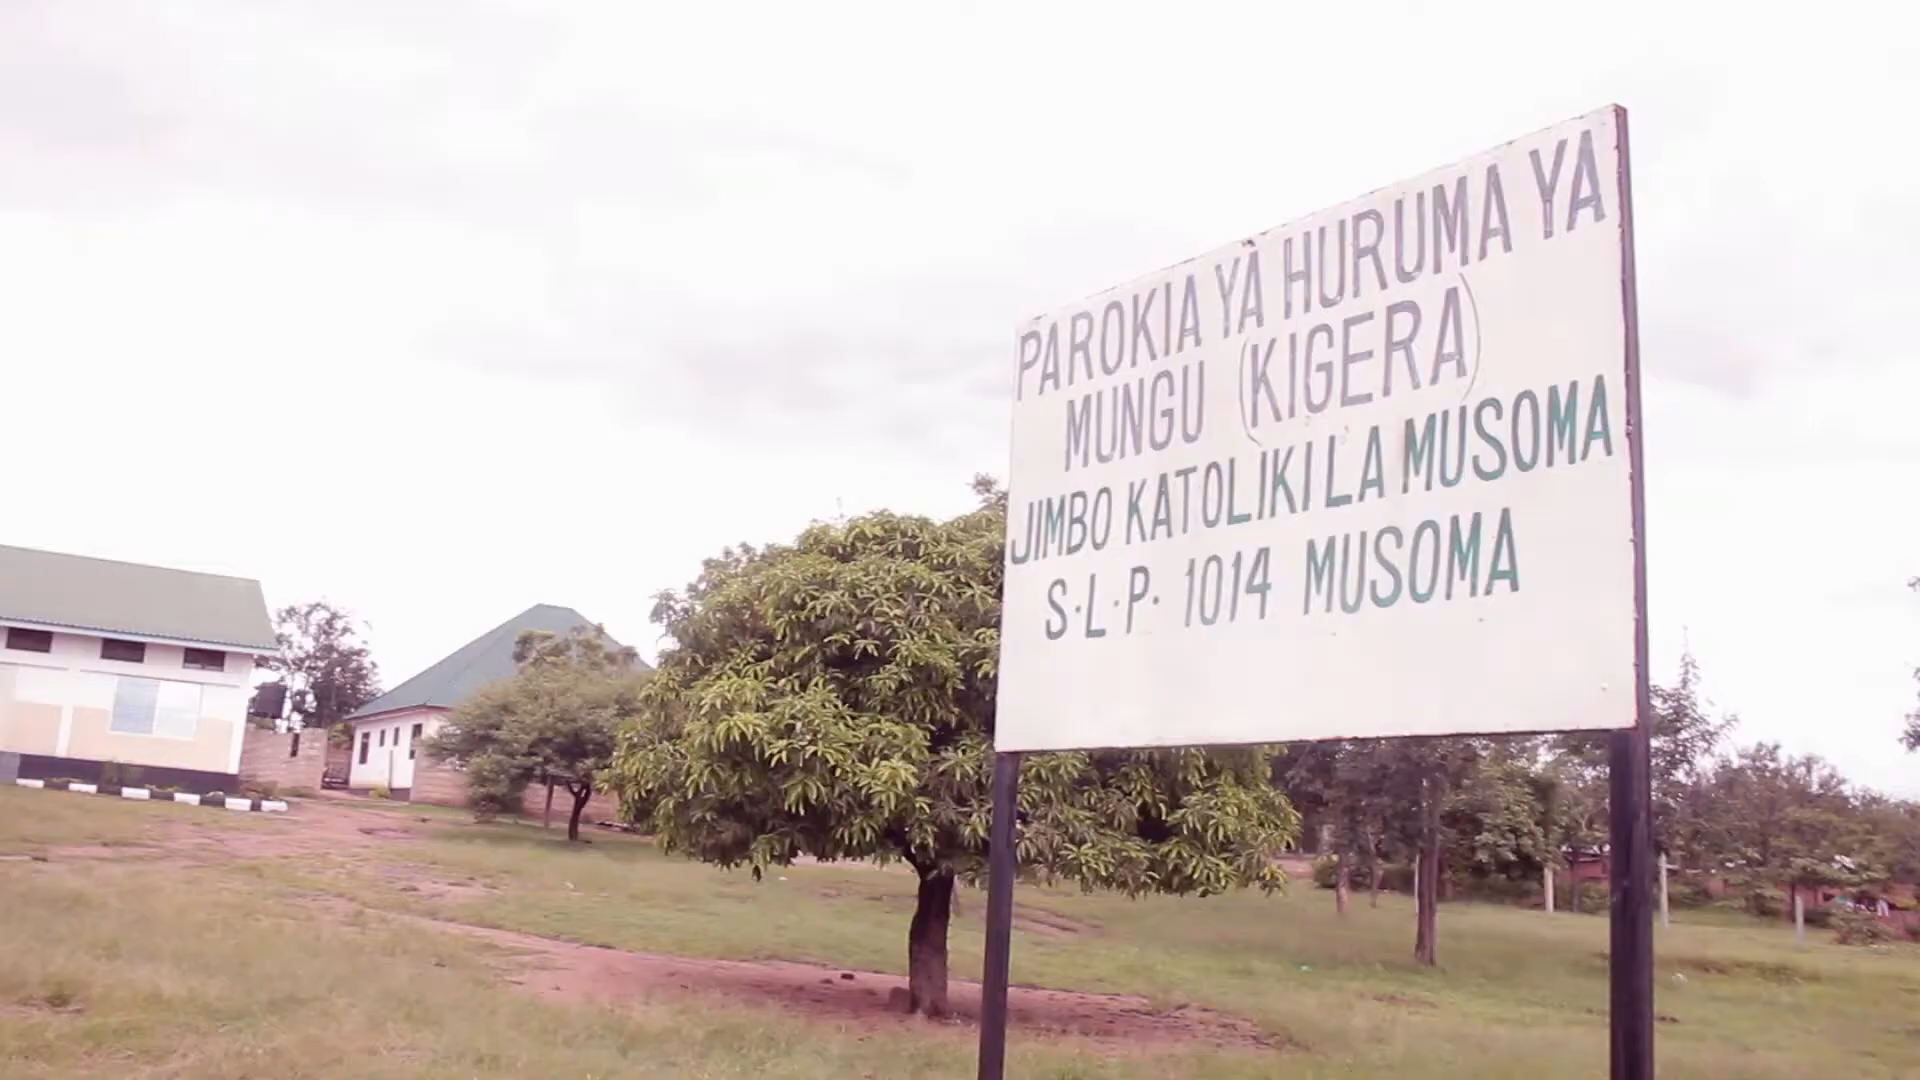 PAROKIA YA HURUMA YA
MUNGU (KIGERA)
JIMBO KATOLIKI LA MUSOMA
S.L.P. 1014 MUSOMA